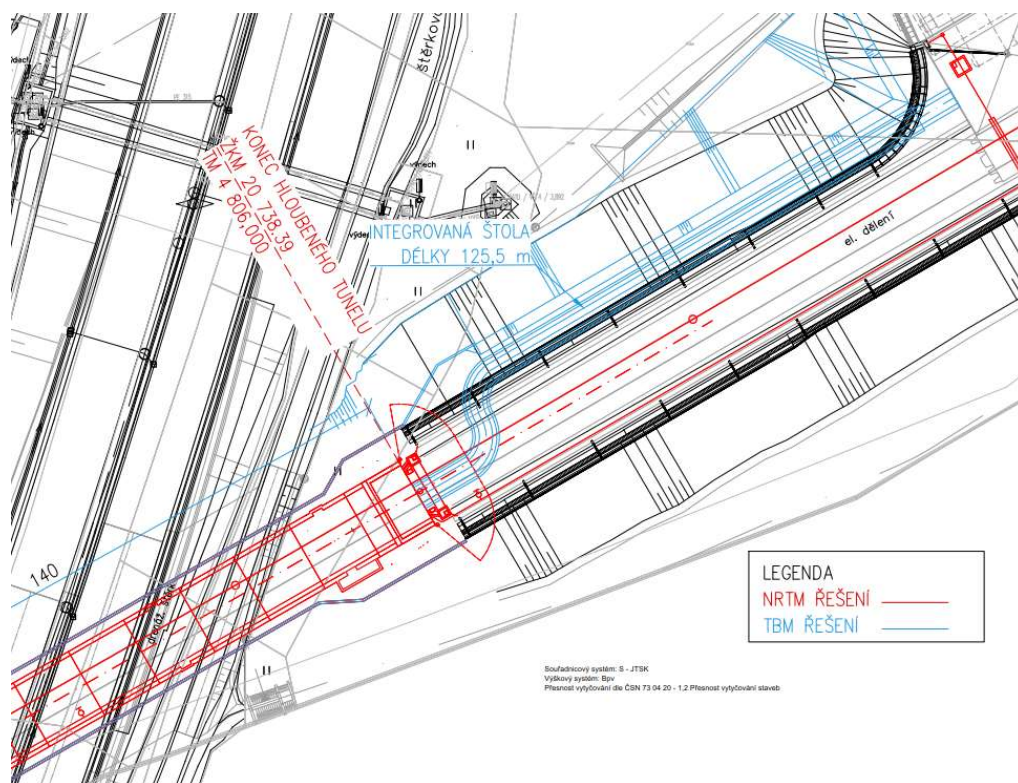 štěrkov
KONEC HLOUBENÉHO TUNELU
ŽKM 20,738.39
TM 4 806,000
výdech
INTEGROVANÁ ŠTOLA
DÉLKY 125,5 m
el. dělení
140
LEGENDA
NRTM ŘEŠENÍ
TBM ŘEŠENÍ
Souřadnicový systém: S - JTSK
Výškový systém: Bpv
Přesnost vytyčování dle ČSN 73 04 20 - 1,2 Přesnost vytyčování staveb